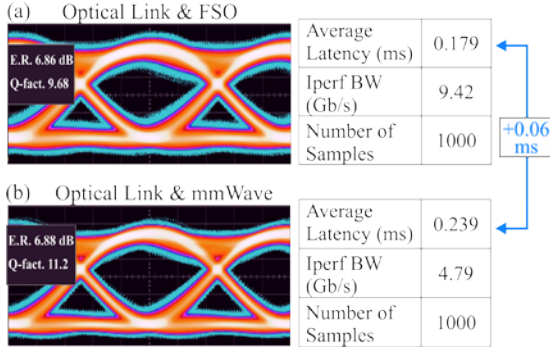 (a) Optical Link & FSO
E.R. 6.86 dB
Q-fact. 9.68
Average
Latency (ms)
0.179
Iperf BW
(Gb/s)
9.42
Number of
Samples
1000
+0.06
ms
(b) Optical Link & mmWave
E.R. 6.88 dB
Q-fact. 11.2
Average
Latency (ms)
0.239
Iperf BW
(Gb/s)
4.79
Number of
Samples
1000